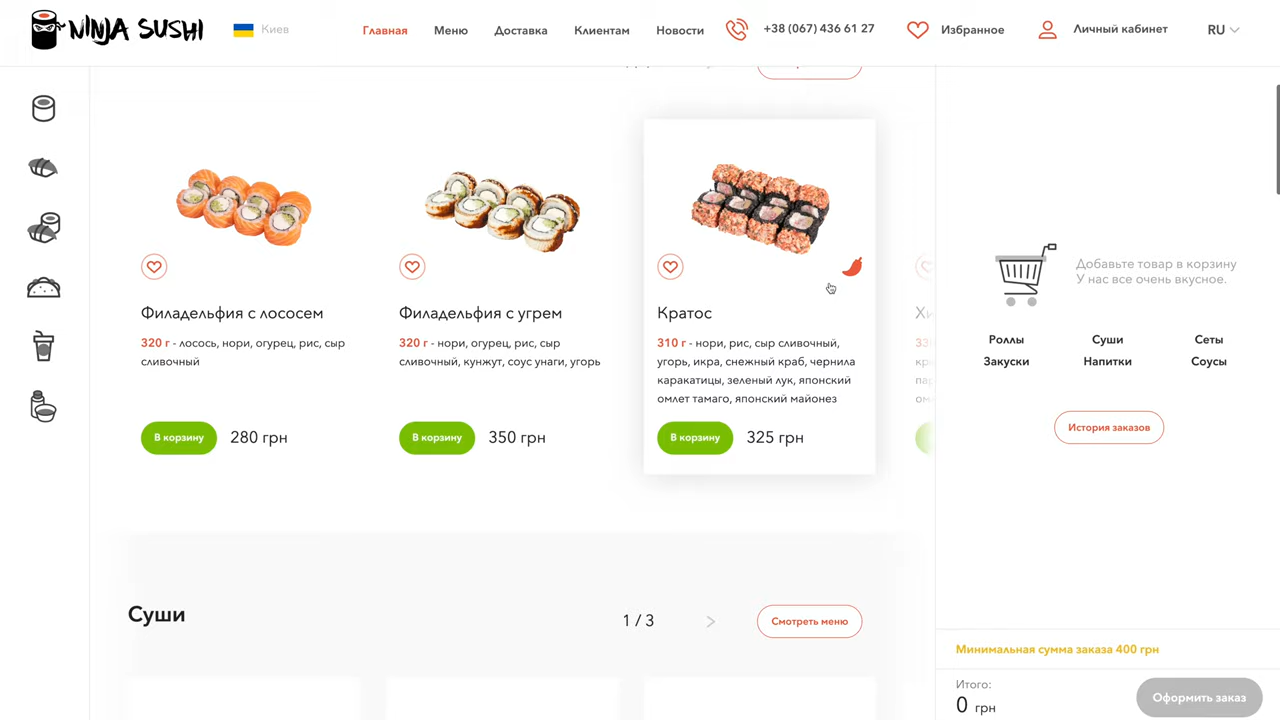 NINJA SUSHI
Киев
Главная
Меню
Доставка
Клиентам
Новости
+38 (067) 436 61 27
Избранное
Личный кабинет
RU
Филадельфия с лососем
320 г - лосось, нори, огурец, рис, сыр
сливочный
В корзину
280 грн
Филадельфия с угрем
320 г - нори, огурец, рис, сыр
сливочный, кунжут, соус унаги, угорь
В корзину
350 грн
Кратос
310 г - нори, рис, сыр сливочный,
угорь, икра, снежный краб, чернила
каракатицы, зеленый лук, японский
омлет тамаго, японский майонез
В корзину
325 грн
Добавьте товар в корзину
У нас все очень вкусное.
Роллы
Суши
Сеты
Закуски
Напитки
Соусы
История заказов
Суши
1 / 3
Смотреть меню
Минимальная сумма заказа 400 грн
Итого:
0 грн
Оформить заказ